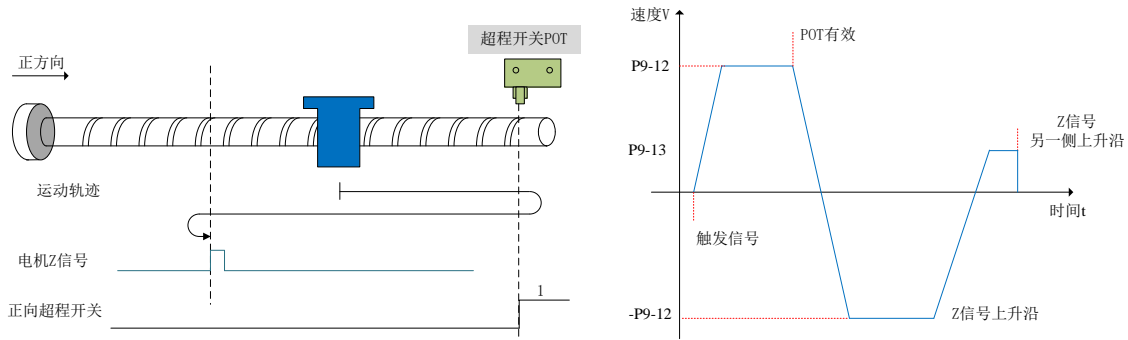 超程开关POT
正方向
运动轨迹
电机Z信号
正向超程开关
1
速度V
POT有效
P9-12
Z信号
另一侧上升沿
P9-13
时间t
触发信号
-P9-12
Z信号上升沿